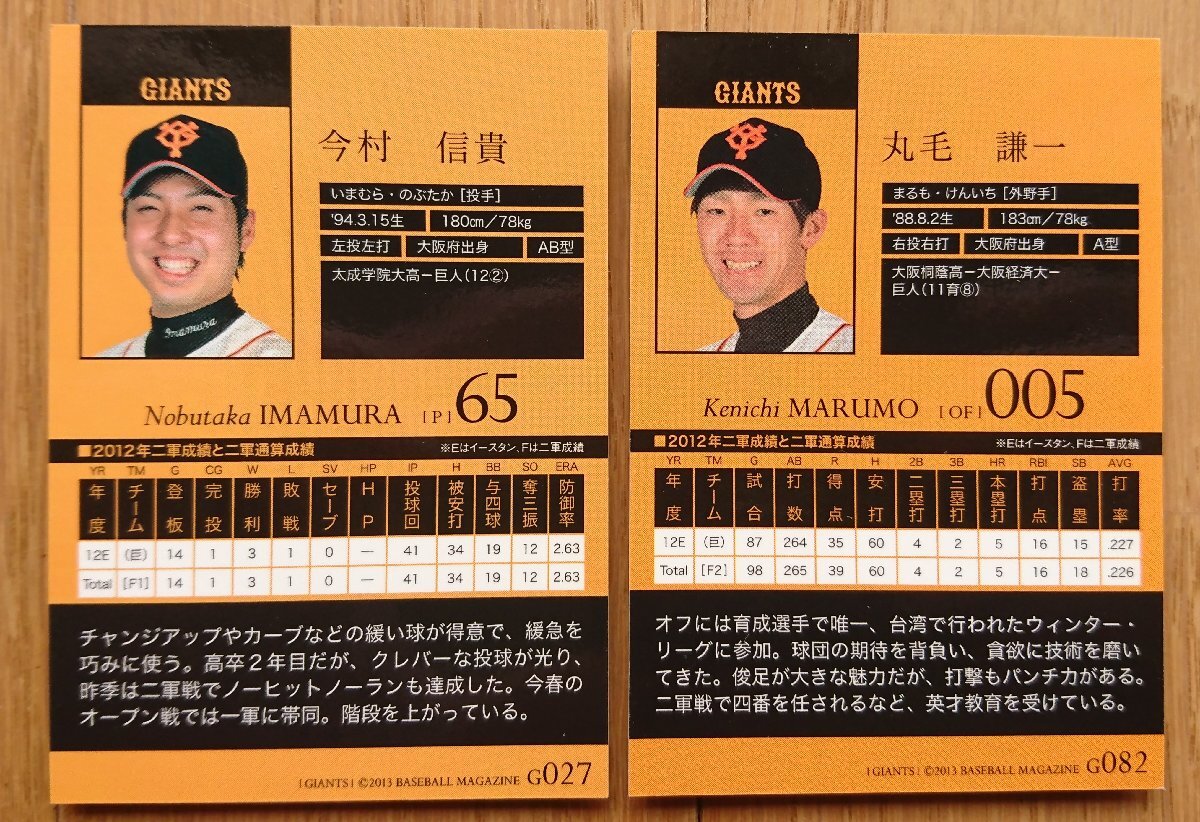 GIANTS
今村 信貴
いまむら・のぶたか [投手]
'94.3.15生 180㎝/78kg
左投左打 大阪府出身 AB型
太成学院大高ー巨人(12②)
Imamura
Nobutaka IMAMURA [P] 65
■2012年二軍成績と二軍通算成績 ※Eはイースタン、Fは二軍成績
YR TM G CG W L SV HP IP H BB SO ERA
年度 チーム 登板 完投 勝利 敗戦 セーブ HP 投球回 被安打 与四球 奪三振 防御率
12E (巨) 14 1 3 1 0 — 41 34 19 12 2.63
Total [F1] 14 1 3 1 0 — 41 34 19 12 2.63
チャンジアップやカーブなどの緩い球が得意で、緩急を
巧みに使う。高卒2年目だが、クレバーな投球が光り、
昨季は二軍戦でノーヒットノーランも達成した。今春の
オープン戦では一軍に帯同。階段を上がっている。
[GIANTS] ©2013 BASEBALL MAGAZINE G027
GIANTS
丸毛 謙一
まるも・けんいち [外野手]
'88.8.2生 183㎝/78kg
右投右打 大阪府出身 A型
大阪桐蔭高ー大阪経済大ー
巨人(11育⑧)
Kenichi MARUMO [OF] 005
■2012年二軍成績と二軍通算成績 ※Eはイースタン、Fは二軍成績
YR TM G AB R H 2B 3B HR RBI SB AVG
年度 チーム 試合 打数 得点 安打 二塁打 三塁打 本塁打 打点 盗塁 打率
12E (巨) 87 264 35 60 4 2 5 16 15 .227
Total [F2] 98 265 39 60 4 2 5 16 18 .226
オフには育成選手で唯一、台湾で行われたウィンター・
リーグに参加。球団の期待を背負い、貪欲に技術を磨い
てきた。俊足が大きな魅力だが、打撃もパンチ力がある。
二軍戦で四番を任されるなど、英才教育を受けている。
[GIANTS] ©2013 BASEBALL MAGAZINE G082